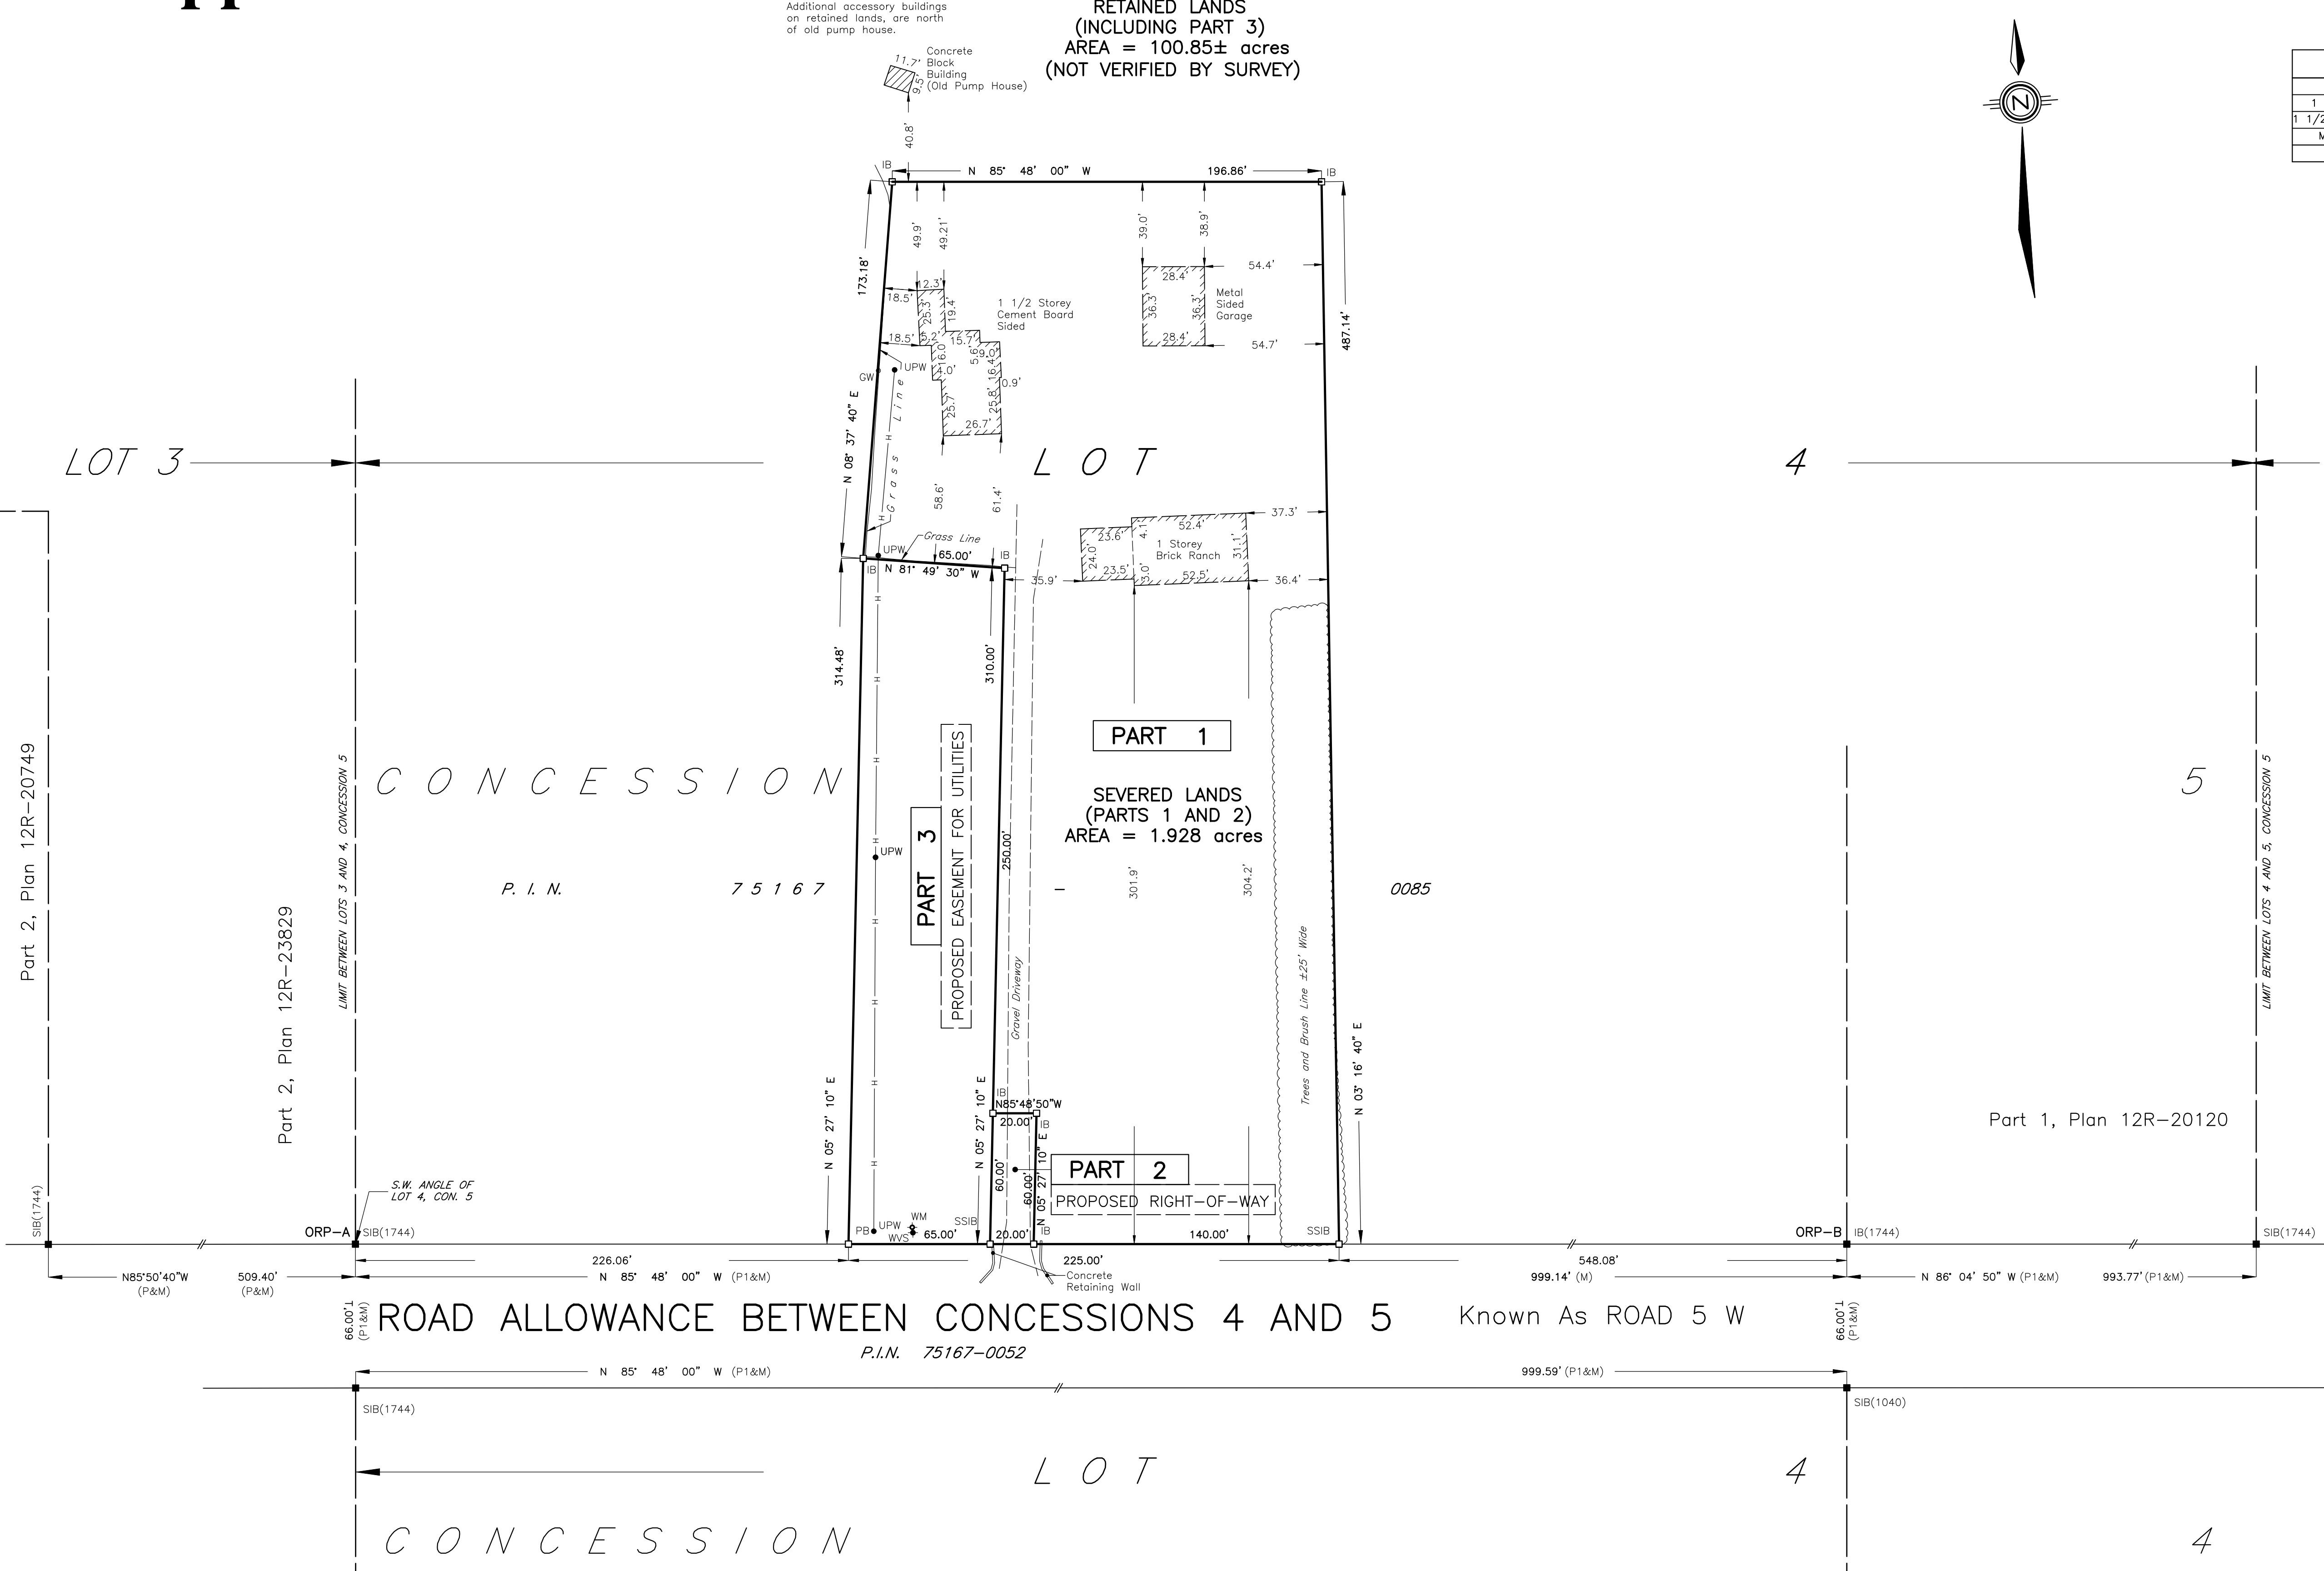 Additional accessory buildings
on retained lands, are north
of old pump house.
RETAINED LANDS
(INCLUDING PART 3)
AREA = 100.85± acres
(NOT VERIFIED BY SURVEY)
11.7'
9.5'
Concrete
Block
Building
(Old Pump House)
40.8'
N
1
1 1/2
IB
N 85° 48' 00" W
196.86'
IB
173.18'
49.9'
49.21'
39.0'
38.9'
54.4'
28.4'
36.3'
36.3'
28.4'
54.7'
Metal
Sided
Garage
487.14'
12.3'
18.5'
25.3'
19.4'
1 1/2 Storey
Cement Board
Sided
18.5'
5.2'
15.7'
16.0'
5.6'
9.0'
16.4'
4.0'
0.9'
25.7'
25.8'
26.7'
GW
UPW
Grass Line
H
N 08° 37' 40" E
58.6'
61.4'
LOT 3
LOT
4
Grass Line
UPW
65.00'
IB
IB
N 81° 49' 30" W
35.9'
23.6'
24.0'
23.5'
4.1
52.4'
1 Storey
Brick Ranch
31.1'
3.0'
52.5'
37.3'
36.4'
H
314.48'
310.00'
H
PART 1
SEVERED LANDS
(PARTS 1 AND 2)
AREA = 1.928 acres
PART 3
PROPOSED EASEMENT FOR UTILITIES
250.00'
301.9'
304.2'
Part 2, Plan 12R-20749
Part 2, Plan 12R-23829
LIMIT BETWEEN LOTS 3 AND 4, CONCESSION 5
CONCESSION
5
LIMIT BETWEEN LOTS 4 AND 5, CONCESSION 5
H
H
UPW
P. I. N.
75167
-
0085
H
H
Gravel Driveway
Trees and Brush Line ±25' Wide
N 05° 27' 10" E
N 05° 27' 10" E
N 03° 16' 40" E
H
IB
N85°48'50"W
20.00'
IB
Part 1, Plan 12R-20120
H
60.00'
60.00'
N 05° 27' 10" E
PART 2
PROPOSED RIGHT-OF-WAY
S.W. ANGLE OF
LOT 4, CON. 5
SIB(1744)
ORP-A
SIB(1744)
PB
UPW
WM
WVS
65.00'
SSIB
20.00'
IB
140.00'
SSIB
ORP-B
IB(1744)
SIB(1744)
226.06'
225.00'
548.08'
N85°50'40"W
(P&M)
509.40'
(P&M)
N 85° 48' 00" W (P1&M)
Concrete
Retaining Wall
999.14' (M)
N 86° 04' 50" W (P1&M)
993.77' (P1&M)
66.00'T
(P1&M)
ROAD ALLOWANCE BETWEEN CONCESSIONS 4 AND 5
Known As ROAD 5 W
66.00'T
(P1&M)
P.I.N. 75167-0052
N 85° 48' 00" W (P1&M)
999.59' (P1&M)
SIB(1744)
SIB(1040)
LOT
4
CONCESSION
4